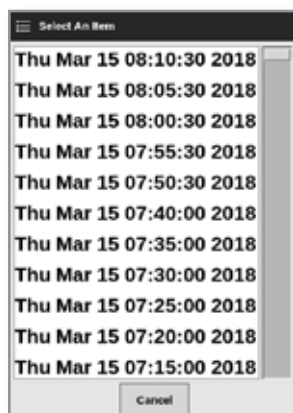 Select An Item
Thu Mar 15 08:10:30 2018
Thu Mar 15 08:05:30 2018
Thu Mar 15 08:00:30 2018
Thu Mar 15 07:55:30 2018
Thu Mar 15 07:50:30 2018
Thu Mar 15 07:40:00 2018
Thu Mar 15 07:35:00 2018
Thu Mar 15 07:30:00 2018
Thu Mar 15 07:25:00 2018
Thu Mar 15 07:20:00 2018
Thu Mar 15 07:15:00 2018
Cancel